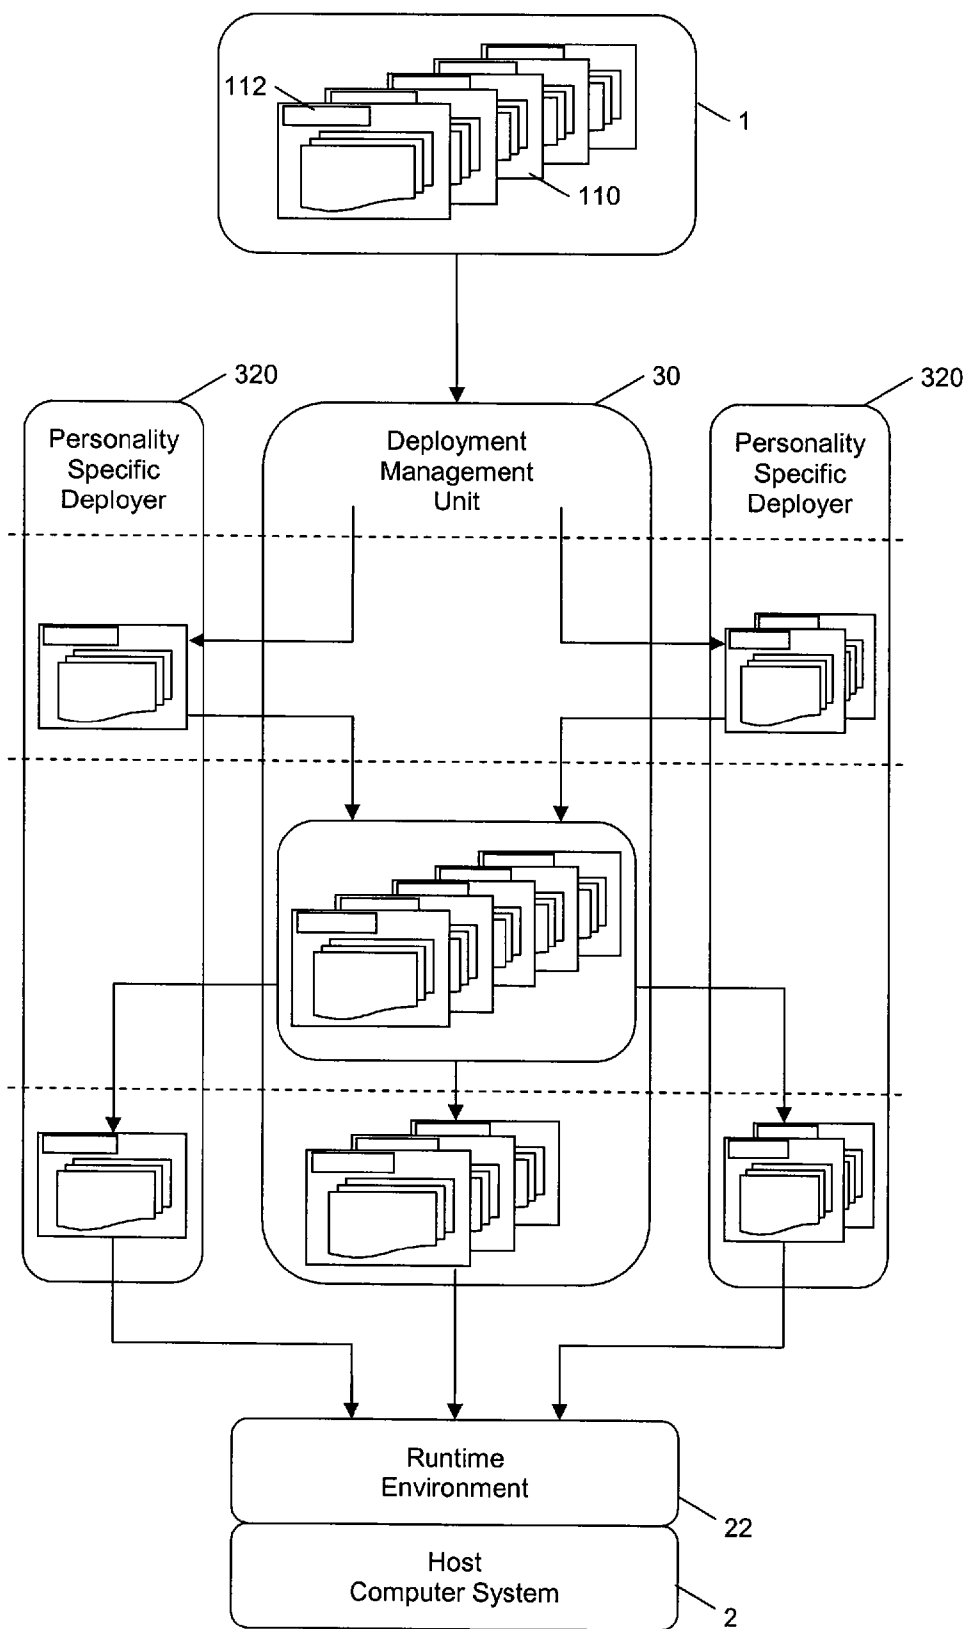 112
1
110
320
30
320
Personality
Specific
Deployer
Deployment
Management
Unit
Personality
Specific
Deployer
Runtime
Environment
22
Host
Computer System
2